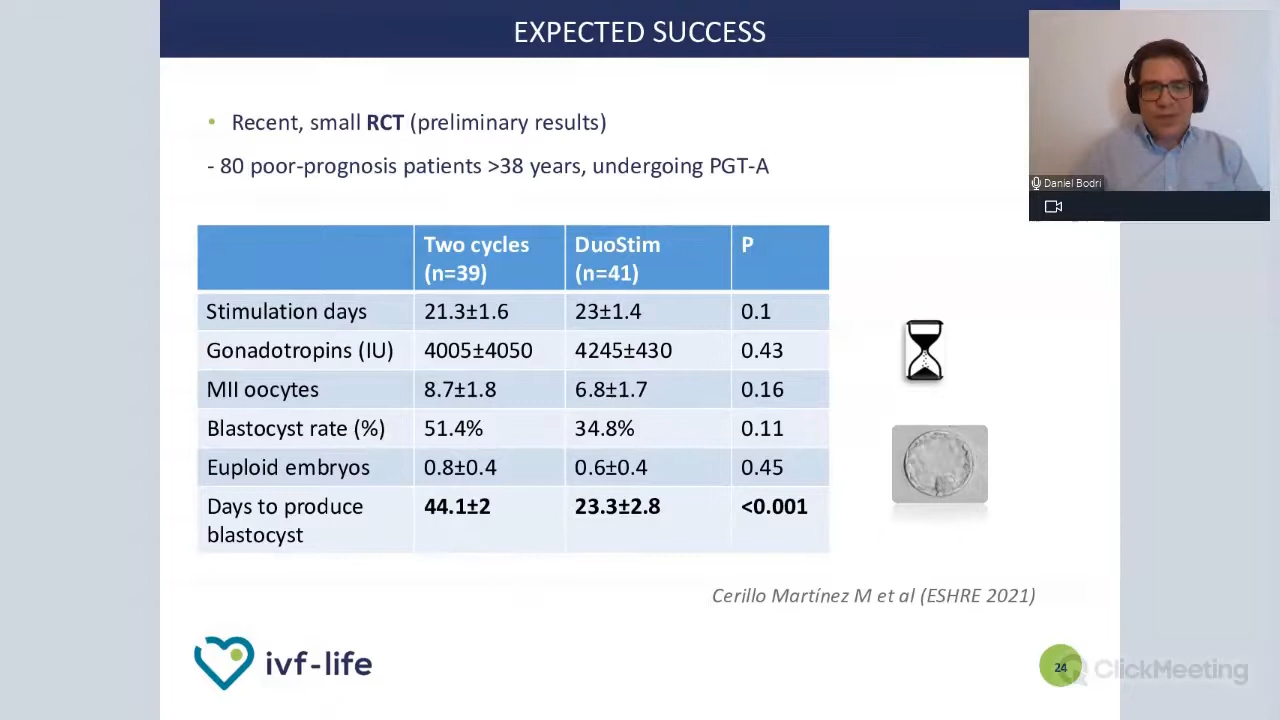 EXPECTED SUCCESS
• Recent, small RCT (preliminary results)
- 80 poor-prognosis patients >38 years, undergoing PGT-A
Daniel Bodri
Two cycles (n=39) DuoStim (n=41) P
Stimulation days 21.3±1.6 23±1.4 0.1
Gonadotropins (IU) 4005±4050 4245±430 0.43
MII oocytes 8.7±1.8 6.8±1.7 0.16
Blastocyst rate (%) 51.4% 34.8% 0.11
Euploid embryos 0.8±0.4 0.6±0.4 0.45
Days to produce blastocyst 44.1±2 23.3±2.8 <0.001
Cerillo Martínez M et al (ESHRE 2021)
ivf-life
24
ClickMeeting